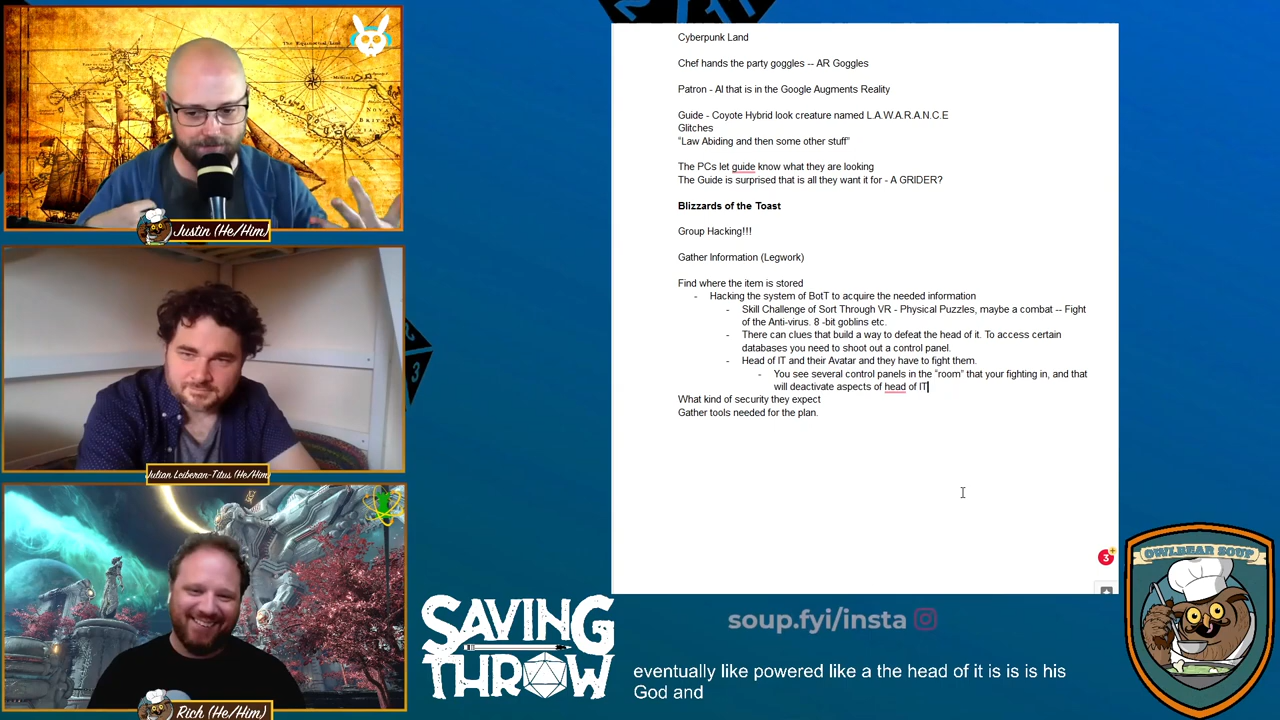 Cyberpunk Land
Chef hands the party goggles -- AR Goggles
Patron - AI that is in the Google Augments Reality
Guide - Coyote Hybrid look creature named L.A.W.A.R.A.N.C.E
Glitches
"Law Abiding and then some other stuff"
The PCs let guide know what they are looking
The Guide is surprised that is all they want it for - A GRIDER?
Blizzards of the Toast
Group Hacking!!!
Gather Information (Legwork)
Find where the item is stored
- Hacking the system of BotT to acquire the needed information
- Skill Challenge of Sort Through VR - Physical Puzzles, maybe a combat -- Fight
of the Anti-virus. 8 -bit goblins etc.
- There can clues that build a way to defeat the head of it. To access certain
databases you need to shoot out a control panel.
- Head of IT and their Avatar and they have to fight them.
- You see several control panels in the "room" that your fighting in, and that
will deactivate aspects of head of IT
What kind of security they expect
Gather tools needed for the plan.
3
Justin (He/Him)
Julian Leiberan-Titus (He/Him)
Rich (He/Him)
SAVING
THROW
soup.fyi/insta
eventually like powered like a the head of it is is is his
God and
OWLBEAR SOUP